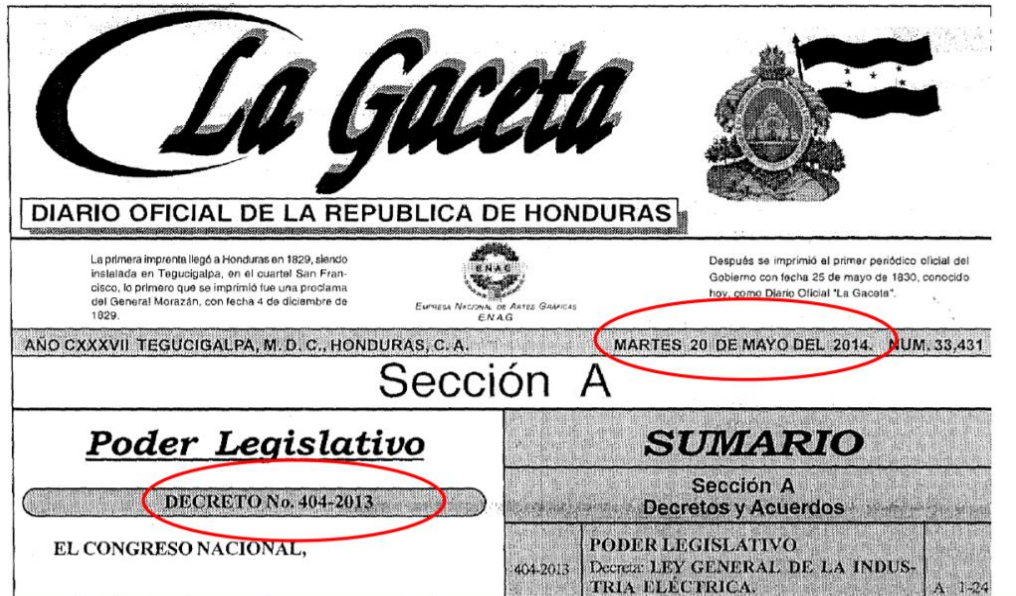 La Gaceta
DIARIO OFICIAL DE LA REPUBLICA DE HONDURAS
La primera imprenta llegó a Honduras en 1829, siendo
instalada en Tegucigalpa, en el cuartel San Fran-
cisco, lo primero que se imprimió fue una proclama
del General Morazán, con fecha 4 de diciembre de
1829.
ENAG
EMPRESA NACIONAL DE ARTES GRÁFICAS
E.N.A.G
Después se imprimió el primer periódico oficial del
Gobierno con fecha 25 de mayo de 1830, conocido
hoy, como Diario Oficial "La Gaceta".
AÑO CXXXVII TEGUCIGALPA, M. D. C., HONDURAS, C. A.
MARTES 20 DE MAYO DEL 2014. NUM. 33,431
Sección A
Poder Legislativo
DECRETO No. 404-2013
EL CONGRESO NACIONAL,
SUMARIO
Sección A
Decretos y Acuerdos
404-2013
PODER LEGISLATIVO
Decreta: LEY GENERAL DE LA INDUS-
TRIA ELÉCTRICA.
A 1-24